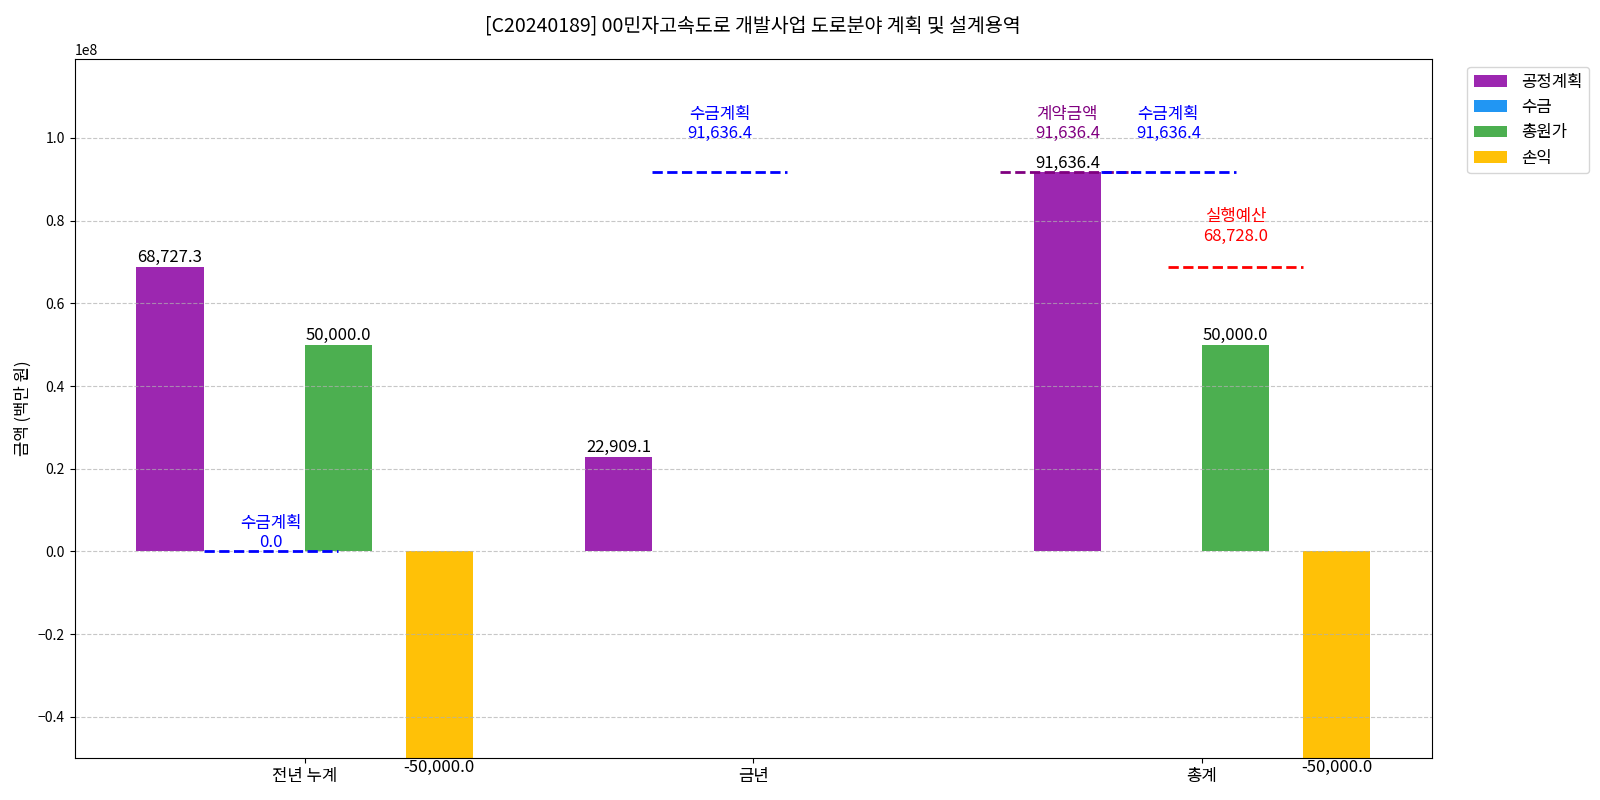 [C20240189] 00민자고속도로 개발사업 도로분야 계획 및 설계용역
1e8
금액 (백만 원)
1.0
0.8
0.6
0.4
0.2
0.0
−0.2
−0.4
68,727.3
수금계획
0.0
50,000.0
-50,000.0
22,909.1
수금계획
91,636.4
계약금액
91,636.4
91,636.4
수금계획
91,636.4
실행예산
68,728.0
50,000.0
-50,000.0
전년 누계
금년
총계
공정계획
수금
총원가
손익